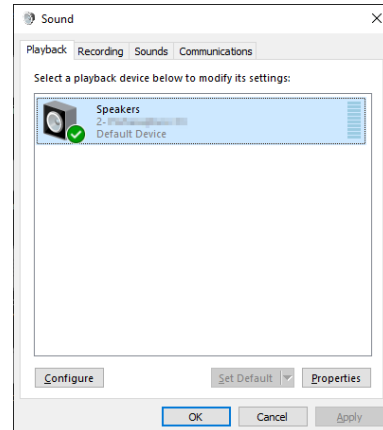 Sound
Playback Recording Sounds Communications
Select a playback device below to modify its settings:
Speakers
2-
Default Device
Configure Set Default Properties
OK Cancel Apply